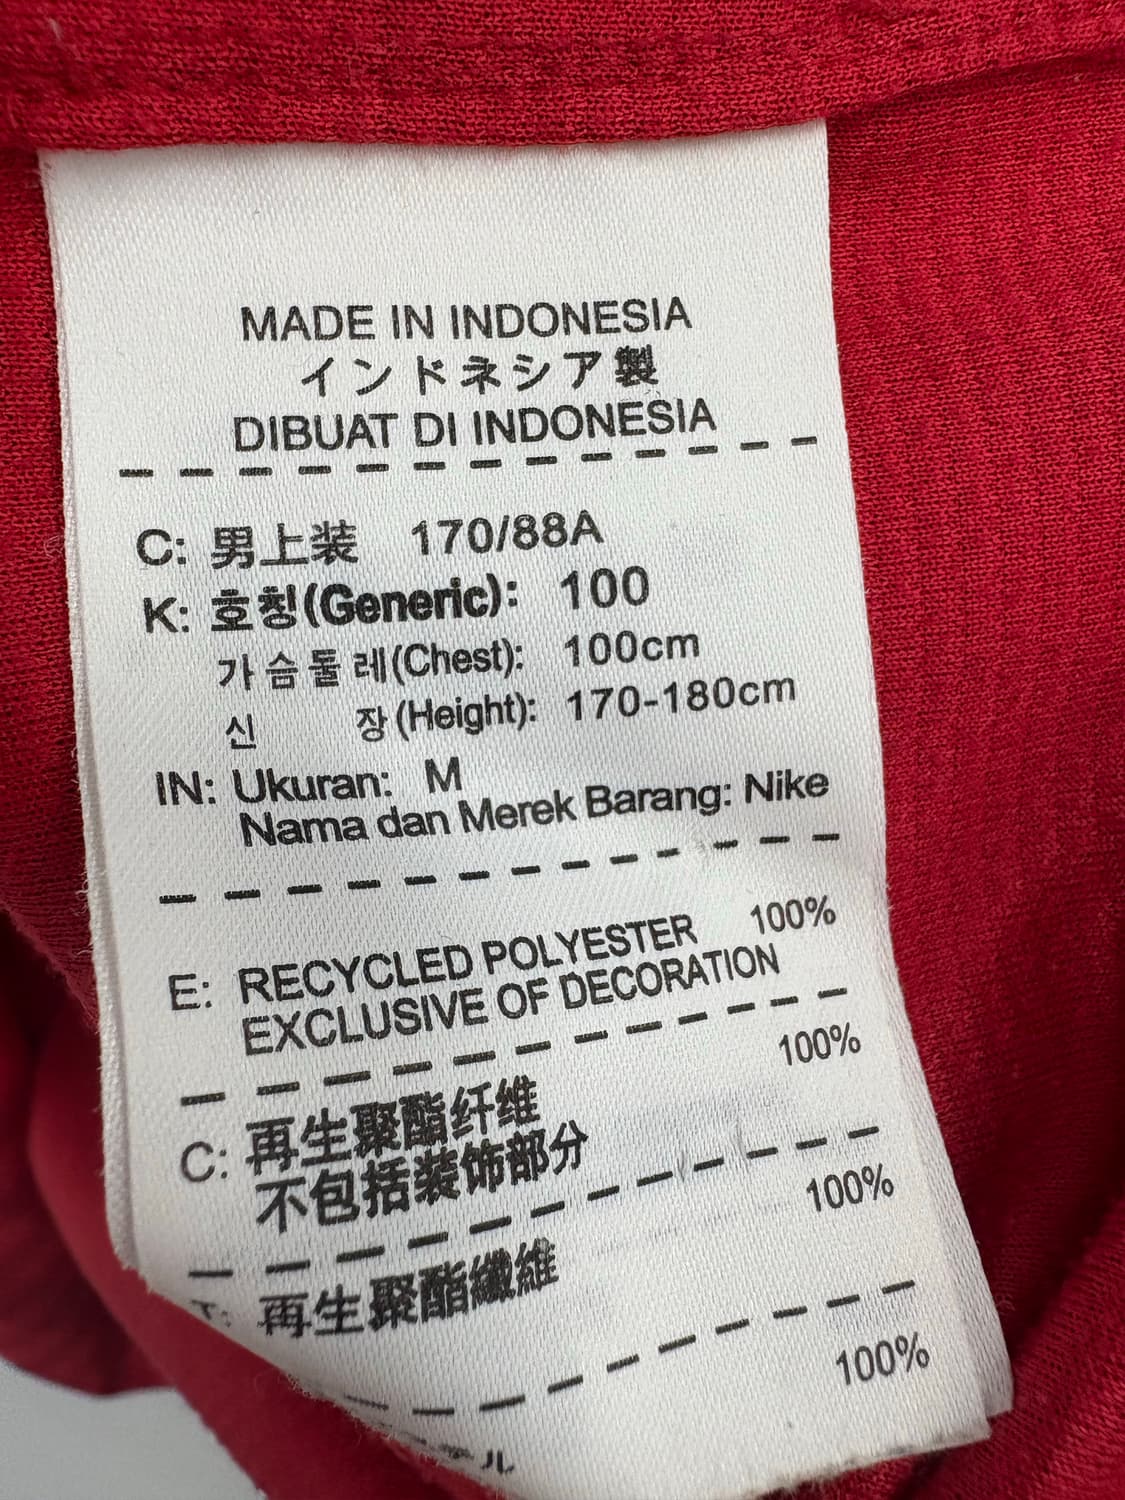 MADE IN INDONESIA
インドネシア製
DIBUAT DI INDONESIA
C: 男上装 170/88A
K: 호칭(Generic): 100
가슴둘레(Chest): 100cm
신 장(Height): 170-180cm
IN: Ukuran: M
Nama dan Merek Barang: Nike
E: RECYCLED POLYESTER 100%
EXCLUSIVE OF DECORATION
C: 再生聚酯纤维 100%
不包括装饰部分
T: 再生聚酯纖維 100%
100%